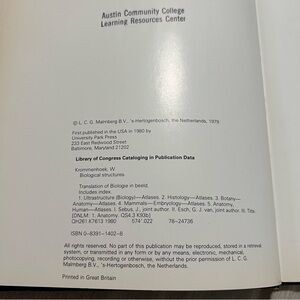 Austin Community College
Learning Resources Center
© L. C. G. Malmberg B.V., 's-Hertogenbosch, the Netherlands, 1979
First published in the USA in 1980 by
University Park Press
233 East Redwood Street
Baltimore, Maryland 21202
Library of Congress Cataloging in Publication Data
Krommenhoek, W.
Biological structures
Translation of Biologie in beeld.
Includes index.
1. Ultrastructure (Biology)—Atlases. 2. Histology—Atlases. 3. Botany—
Anatomy—Atlases. 4. Mammals—Embryology—Atlases. 5. Anatomy,
Human—Atlases. I. Sebus, J., joint author. II. Esch, G. J. van, joint author. III. Title.
[DNLM: 1. Anatomy. QS4.3 K93b]
QH261.K7613 1980 574'.022 78-24736
ISBN 0-8391-1402-8
All rights reserved. No part of this publication may be reproduced, stored in a retrieval
system, or transmitted in any form or by any means, electronic, mechanical,
photocopying, recording or otherwise, without the prior permission of L. C. G.
Malmberg B.V., 's-Hertogenbosch, the Netherlands.
Printed in Great Britain